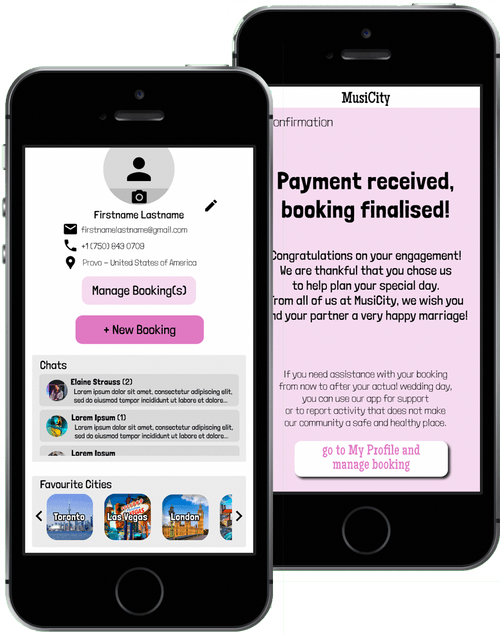 Firstname Lastname
firstnamelastname@gmail.com
+1 (750) 843 0709
Provo - United States of America
Manage Booking(s)
+ New Booking
Chats
Elaine Strauss (2)
Lorem ipsum dolor sit amet, consectetur adipiscing elit,
sed do eiusmod tempor incididunt ut labore et dolore...
Lorem Ipsum (1)
Lorem ipsum dolor sit amet, consectetur adipiscing elit,
sed do eiusmod tempor incididunt ut labore et dolore...
Lorem Ipsum
Favourite Cities
Toronto
Las Vegas
London
MusiCity
onfirmation
Payment received,
booking finalised!
Congratulations on your engagement!
We are thankful that you chose us
to help plan your special day.
From all of us at MusiCity, we wish you
nd your partner a very happy marriage!
If you need assistance with your booking
from now to after your actual wedding day,
you can use our app for support
or to report activity that does not make
our community a safe and healthy place.
go to My Profile and
manage booking